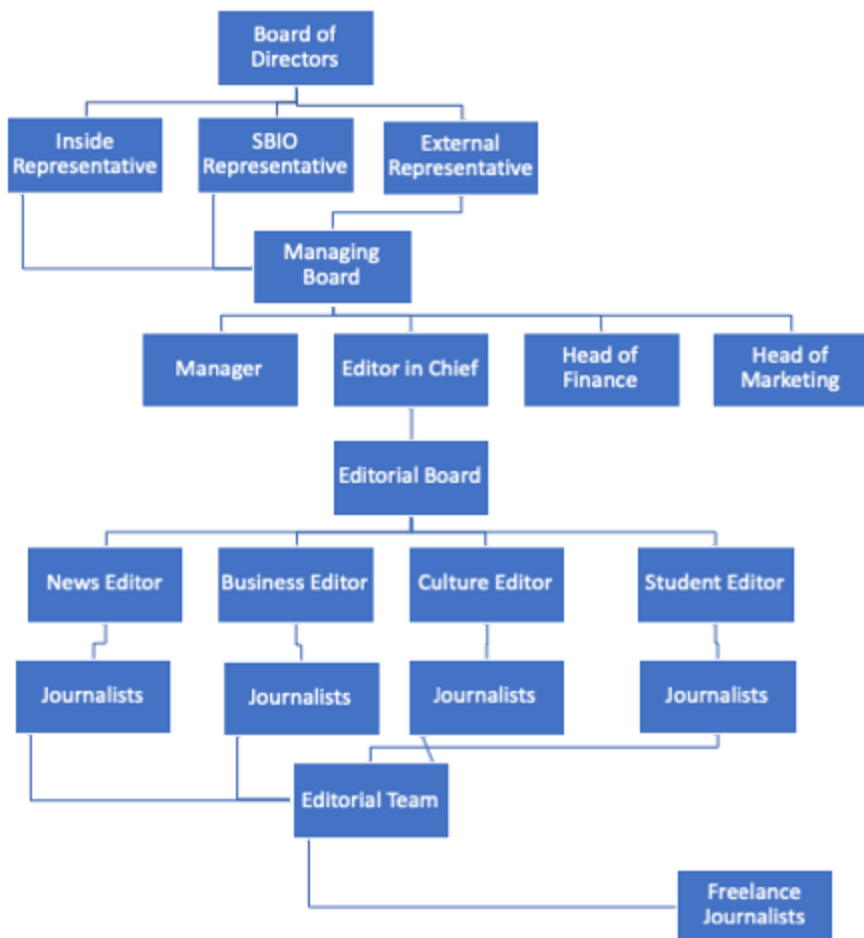 Board of
Directors
Inside
Representative
SBIO
Representative
External
Representative
Managing
Board
Manager
Editor in Chief
Head of
Finance
Head of
Marketing
Editorial Board
News Editor
Business Editor
Culture Editor
Student Editor
Journalists
Journalists
Journalists
Journalists
Editorial Team
Freelance
Journalists